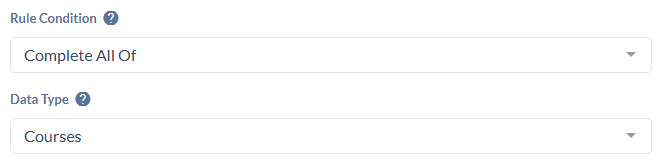 Rule Condition ?
Complete All Of
Data Type ?
Courses